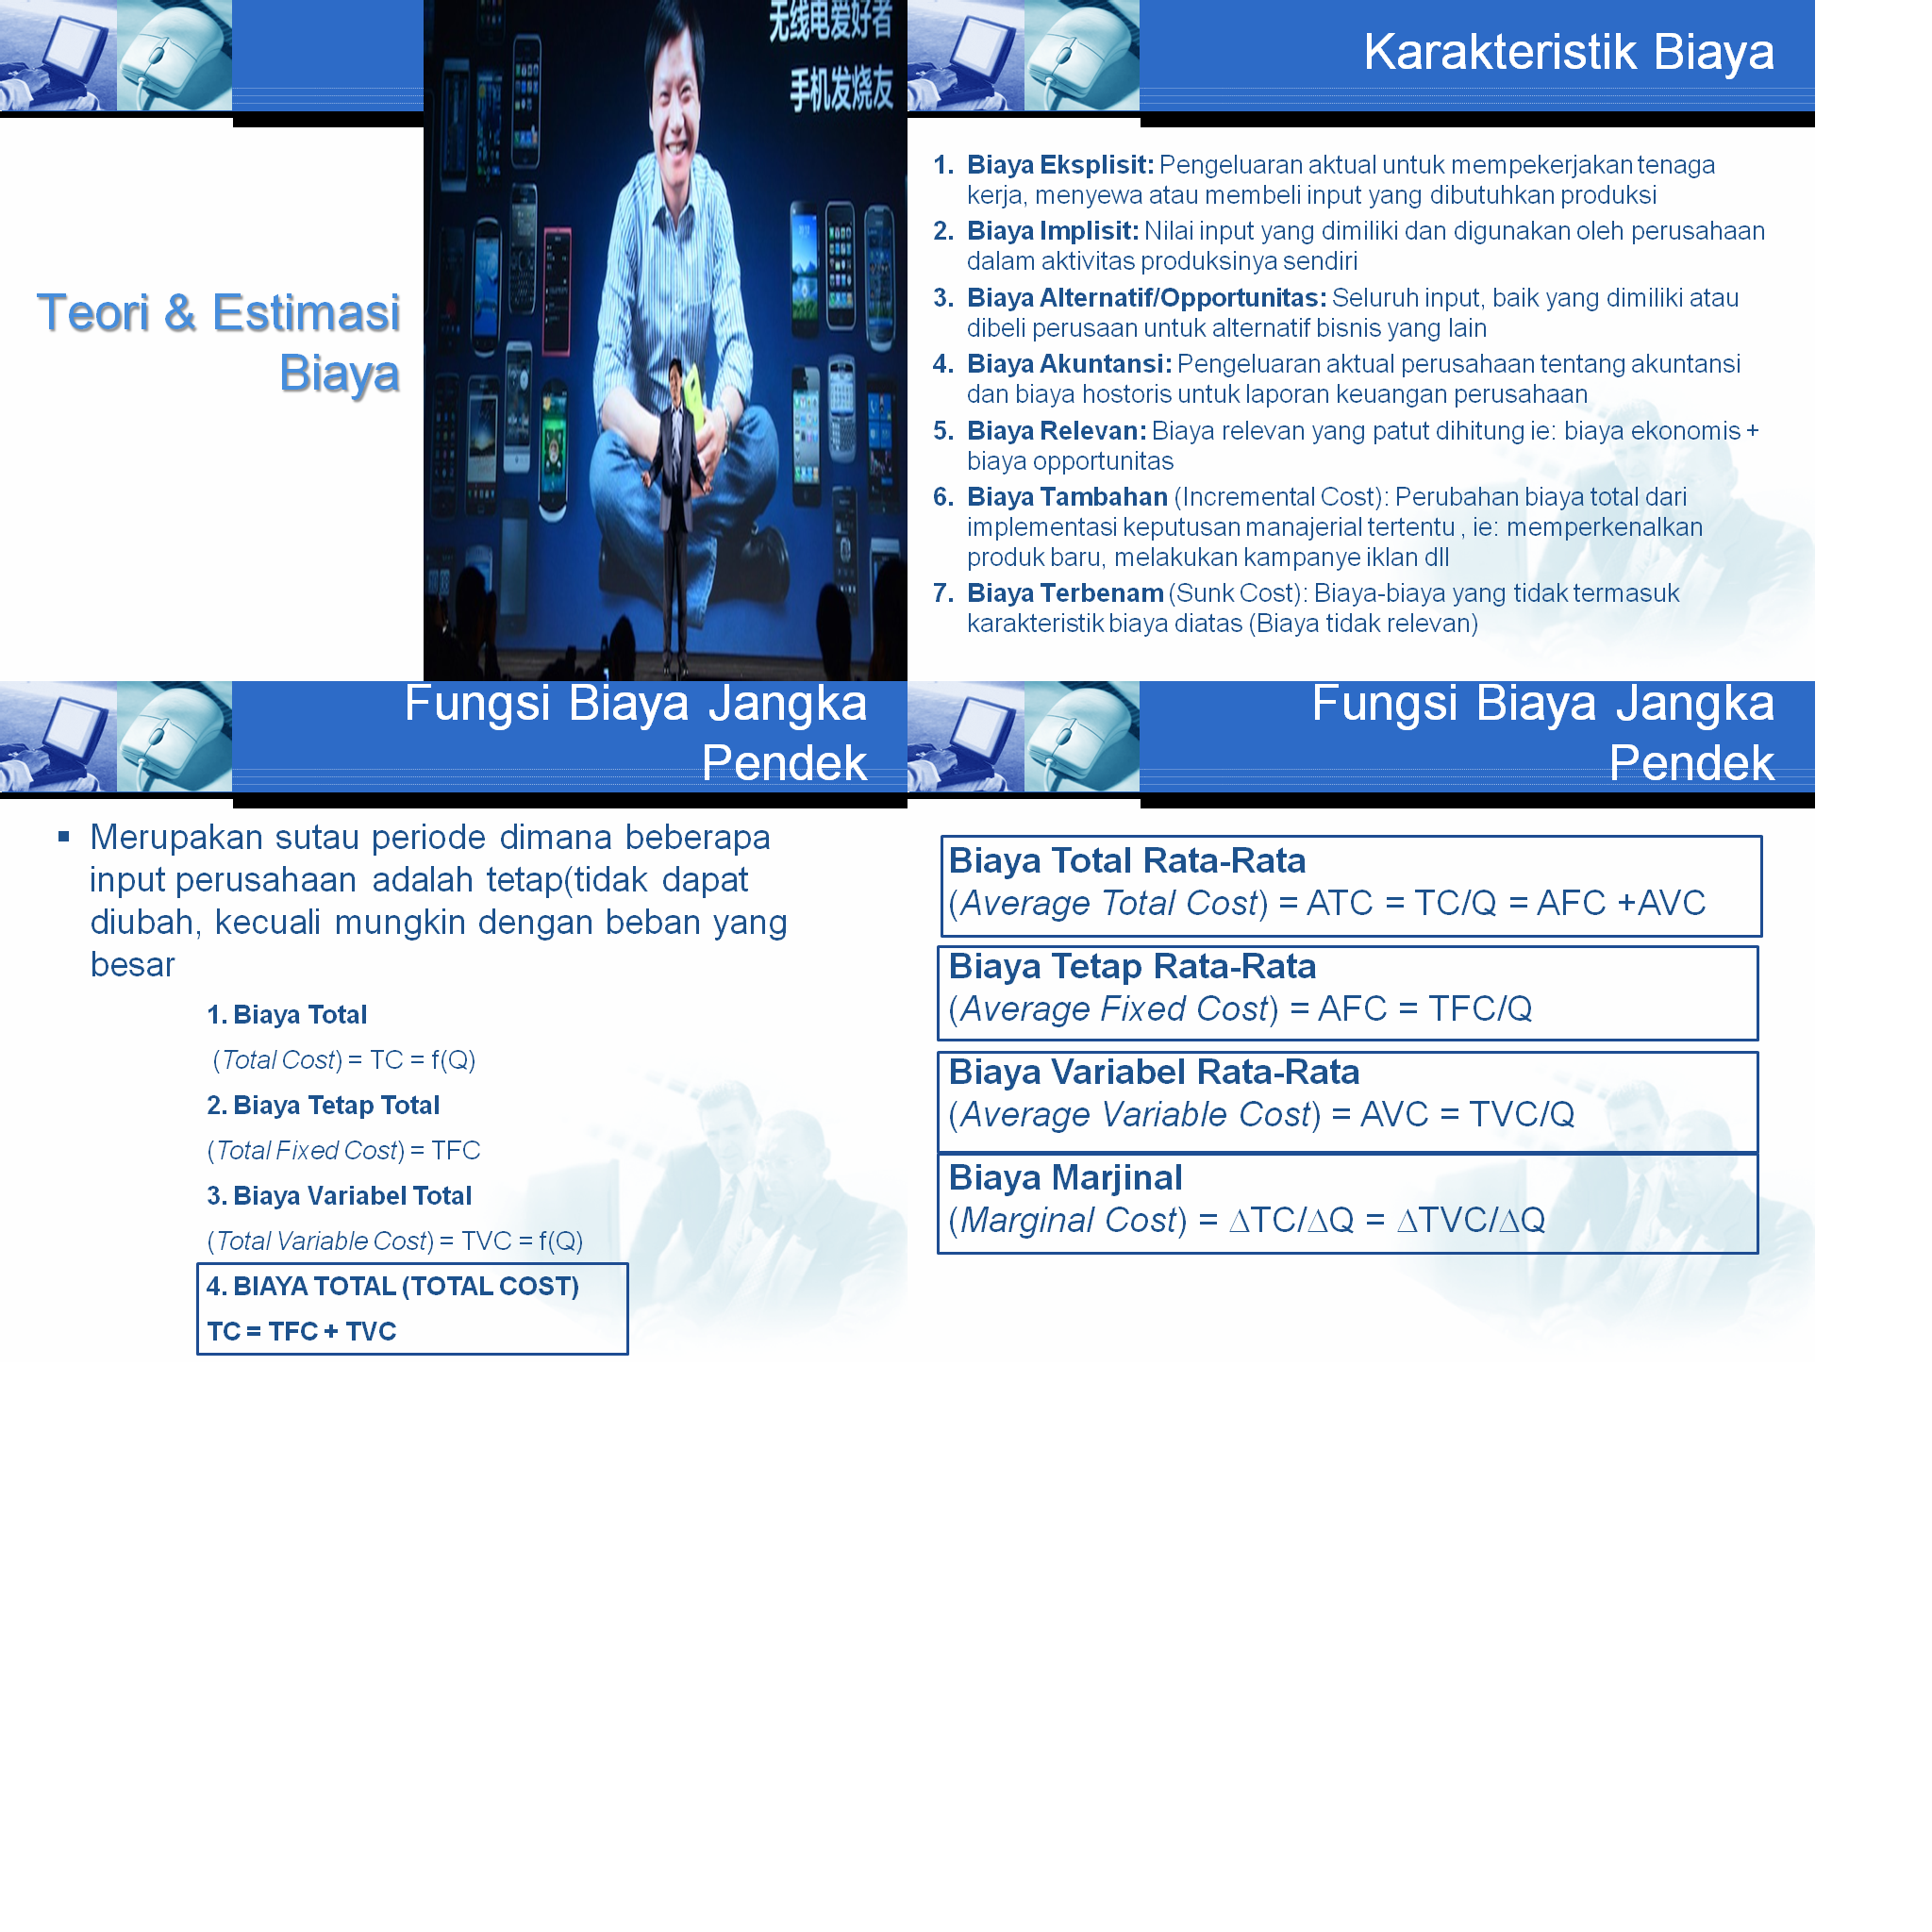 Teori & Estimasi
Biaya
无线电爱好者
手机发烧友
Karakteristik Biaya
1. Biaya Eksplisit: Pengeluaran aktual untuk mempekerjakan tenaga
kerja, menyewa atau membeli input yang dibutuhkan produksi
2. Biaya Implisit: Nilai input yang dimiliki dan digunakan oleh perusahaan
dalam aktivitas produksinya sendiri
3. Biaya Alternatif/Opportunitas: Seluruh input, baik yang dimiliki atau
dibeli perusaan untuk alternatif bisnis yang lain
4. Biaya Akuntansi: Pengeluaran aktual perusahaan tentang akuntansi
dan biaya hostoris untuk laporan keuangan perusahaan
5. Biaya Relevan: Biaya relevan yang patut dihitung ie: biaya ekonomis +
biaya opportunitas
6. Biaya Tambahan (Incremental Cost): Perubahan biaya total dari
implementasi keputusan manajerial tertentu , ie: memperkenalkan
produk baru, melakukan kampanye iklan dll
7. Biaya Terbenam (Sunk Cost): Biaya-biaya yang tidak termasuk
karakteristik biaya diatas (Biaya tidak relevan)
Fungsi Biaya Jangka
Pendek
▪ Merupakan sutau periode dimana beberapa
input perusahaan adalah tetap(tidak dapat
diubah, kecuali mungkin dengan beban yang
besar
1. Biaya Total
(Total Cost) = TC = f(Q)
2. Biaya Tetap Total
(Total Fixed Cost) = TFC
3. Biaya Variabel Total
(Total Variable Cost) = TVC = f(Q)
4. BIAYA TOTAL (TOTAL COST)
TC = TFC + TVC
Fungsi Biaya Jangka
Pendek
Biaya Total Rata-Rata
(Average Total Cost) = ATC = TC/Q = AFC +AVC
Biaya Tetap Rata-Rata
(Average Fixed Cost) = AFC = TFC/Q
Biaya Variabel Rata-Rata
(Average Variable Cost) = AVC = TVC/Q
Biaya Marjinal
(Marginal Cost) = ∆TC/∆Q = ∆TVC/∆Q